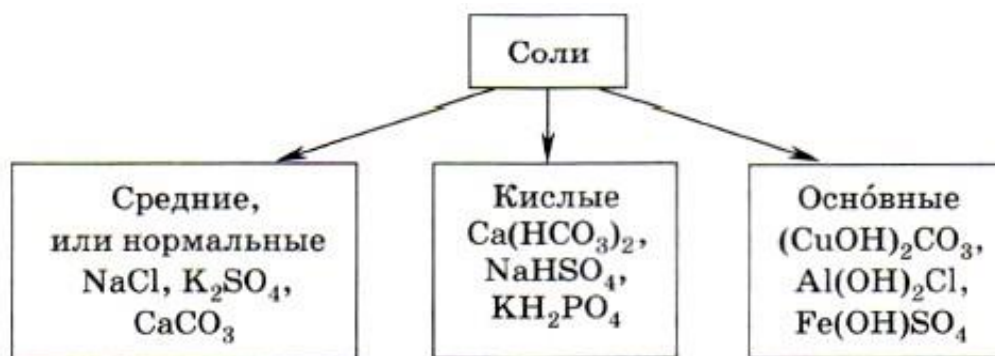 Соли
Средние,
или нормальные
NaCl, K₂SO₄,
CaCO₃
Кислые
Ca(HCO₃)₂,
NaHSO₄,
KH₂PO₄
Осно́вные
(CuOH)₂CO₃,
Al(OH)₂Cl,
Fe(OH)SO₄